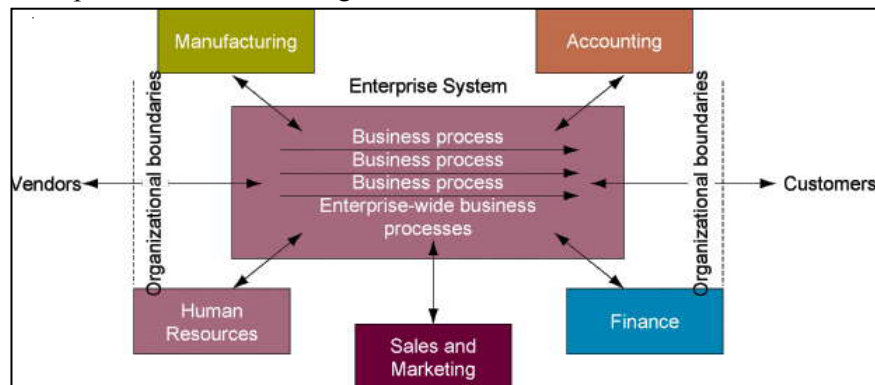 Manufacturing
Accounting
Enterprise System
Organizational boundaries
Business process
Business process
Business process
Enterprise-wide business
processes
Organizational boundaries
Vendors
Customers
Human
Resources
Sales and
Marketing
Finance